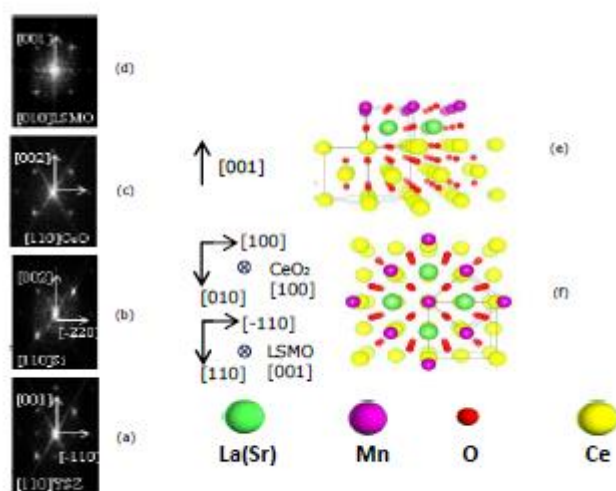 [001]
[010]LSMO
(d)
[002]
[110]CeO
(c)
[002]
[-220]
[110]Si
(b)
[001]
[-110]
[110]YSZ
(a)
[001]
(e)
[100]
CeO₂
[010]
[100]
[-110]
LSMO
[110]
[001]
(f)
La(Sr)
Mn
O
Ce